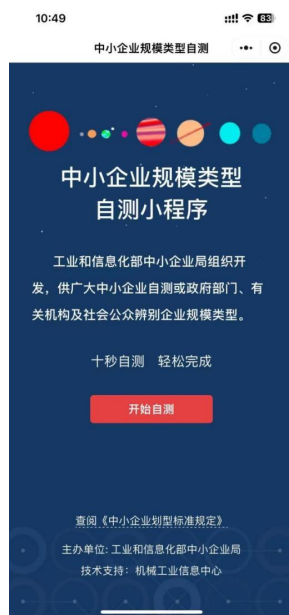 10:49
83
中小企业规模类型自测
中小企业规模类型
自测小程序
工业和信息化部中小企业局组织开
发，供广大中小企业自测或政府部门、有
关机构及社会公众辨别企业规模类型。
十秒自测 轻松完成
开始自测
查阅《中小企业划型标准规定》
主办单位: 工业和信息化部中小企业局
技术支持: 机械工业信息中心